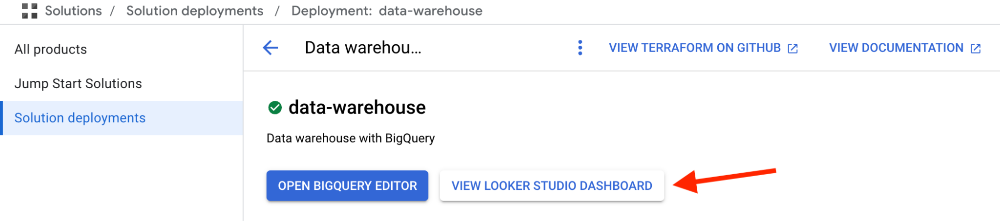 Solutions / Solution deployments / Deployment: data-warehouse
All products
Jump Start Solutions
Solution deployments
Data warehou...
VIEW TERRAFORM ON GITHUB
VIEW DOCUMENTATION
data-warehouse
Data warehouse with BigQuery
OPEN BIGQUERY EDITOR
VIEW LOOKER STUDIO DASHBOARD